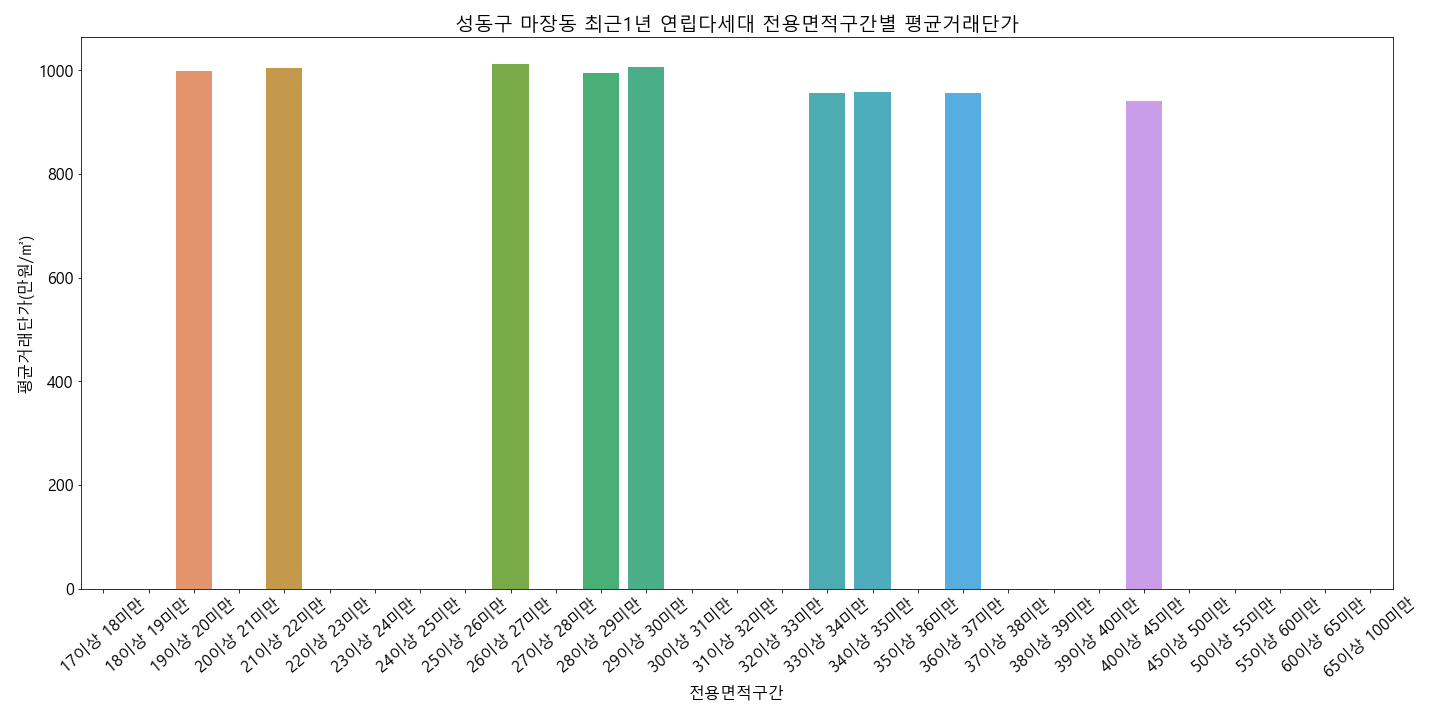 성동구 마장동 최근1년 연립다세대 전용면적구간별 평균거래단가
평균거래단가(만원/㎡)
1000
800
600
400
200
0
17이상 18미만
18이상 19미만
19이상 20미만
20이상 21미만
21이상 22미만
22이상 23미만
23이상 24미만
24이상 25미만
25이상 26미만
26이상 27미만
27이상 28미만
27이상 29미만
28이상 30미만
29이상 30미만
30이상 31미만
31이상 32미만
32이상 33미만
33이상 34미만
34이상 35미만
35이상 36미만
36이상 37미만
37이상 38미만
38이상 39미만
39이상 40미만
40이상 45미만
45이상 50미만
50이상 55미만
55이상 60미만
60이상 65미만
65이상 100미만
전용면적구간